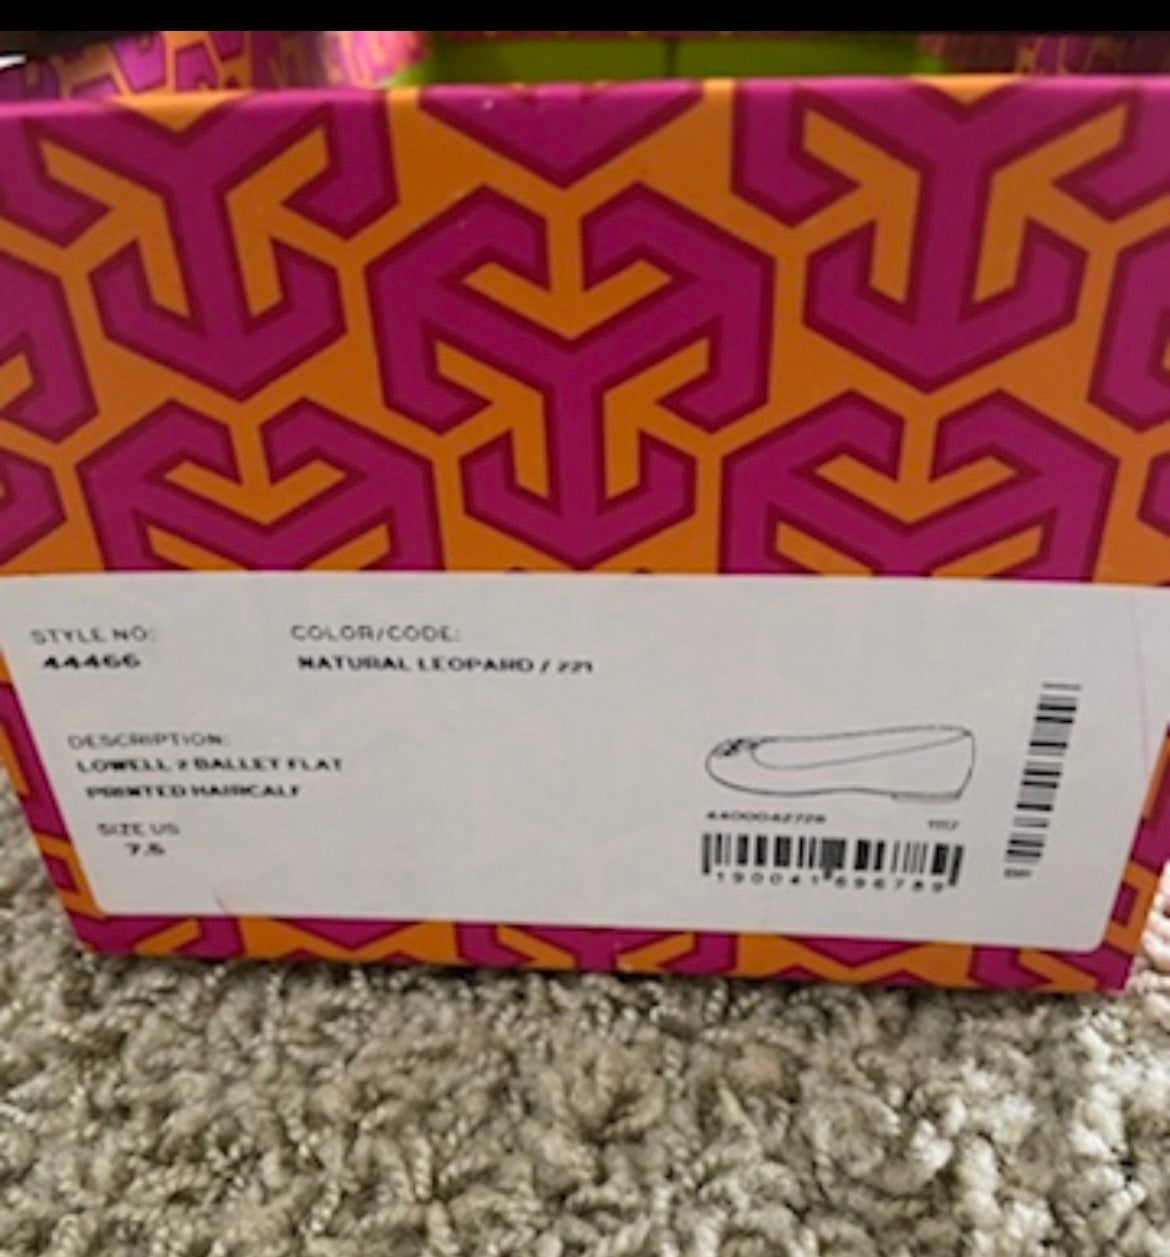 STYLE NO:
44466
COLOR/CODE:
NATURAL LEOPARD / 221
DESCRIPTION:
LOWELL 2 BALLET FLAT
PRINTED HAIRCALF
SIZE US
7.5
4400042728
190041696789